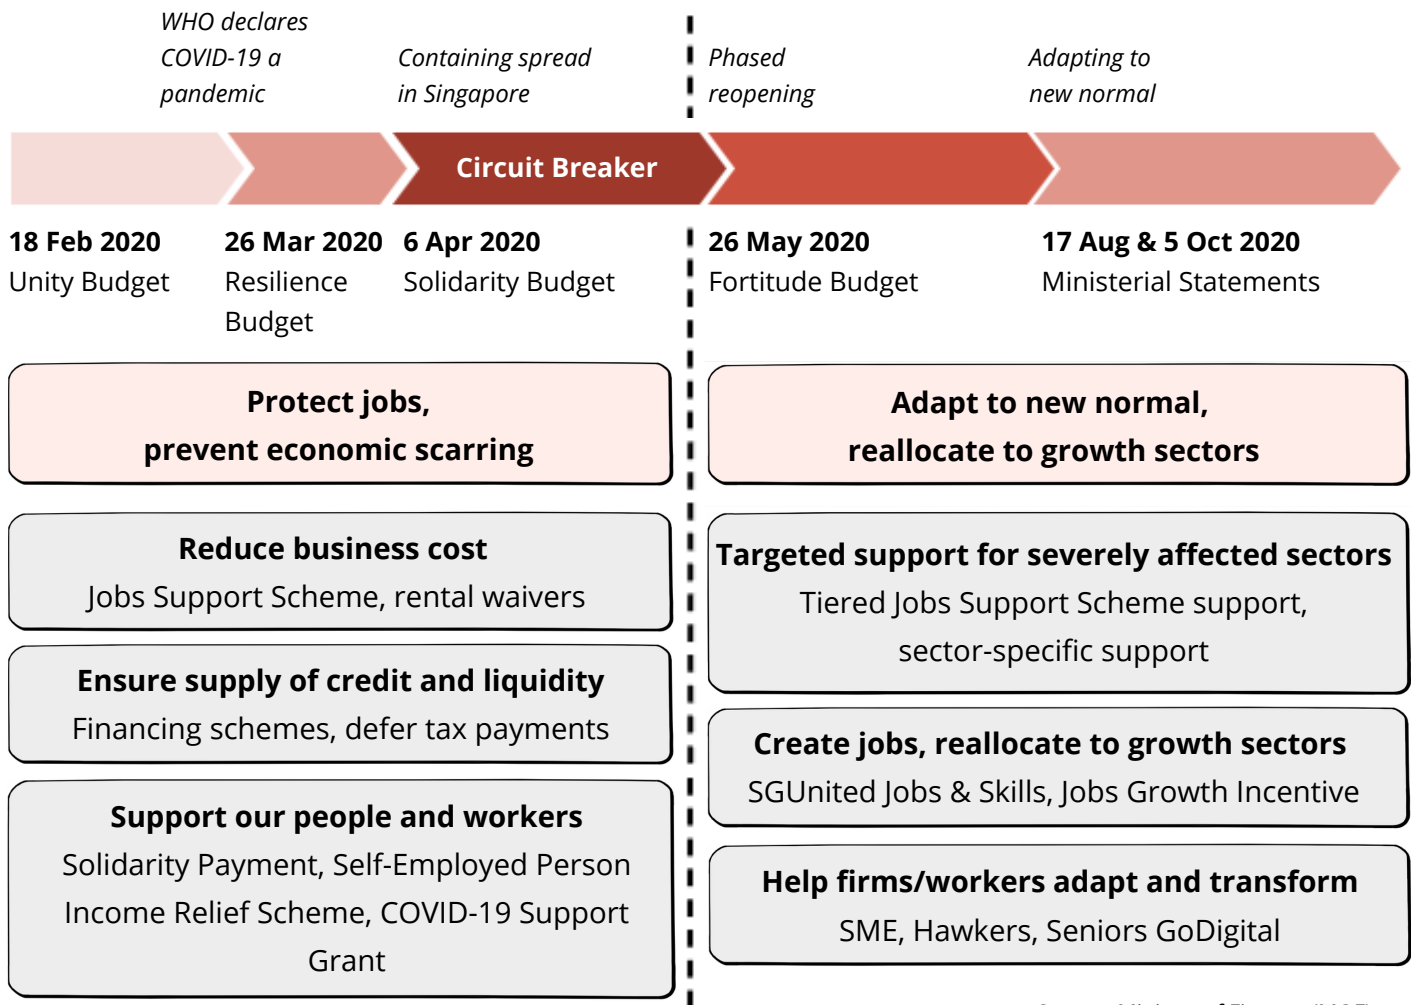 WHO declares
COVID-19 a
pandemic
Containing spread
in Singapore
Phased
reopening
Adapting to
new normal
Circuit Breaker
18 Feb 2020
Unity Budget
26 Mar 2020
Resilience
Budget
6 Apr 2020
Solidarity Budget
26 May 2020
Fortitude Budget
17 Aug & 5 Oct 2020
Ministerial Statements
Protect jobs,
prevent economic scarring
Reduce business cost
Jobs Support Scheme, rental waivers
Ensure supply of credit and liquidity
Financing schemes, defer tax payments
Support our people and workers
Solidarity Payment, Self-Employed Person
Income Relief Scheme, COVID-19 Support
Grant
Adapt to new normal,
reallocate to growth sectors
Targeted support for severely affected sectors
Tiered Jobs Support Scheme support,
sector-specific support
Create jobs, reallocate to growth sectors
SGUnited Jobs & Skills, Jobs Growth Incentive
Help firms/workers adapt and transform
SME, Hawkers, Seniors GoDigital